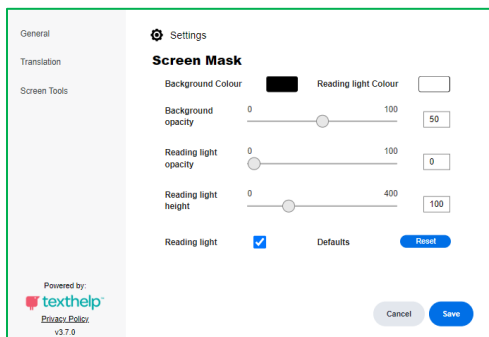 General
Translation
Screen Tools
Powered by:
texthelp
Privacy Policy
v3.7.0
Settings
Screen Mask
Background Colour Reading light Colour
Background opacity 0 100 50
Reading light opacity 0 100 0
Reading light height 0 400 100
Reading light Defaults Reset
Cancel Save